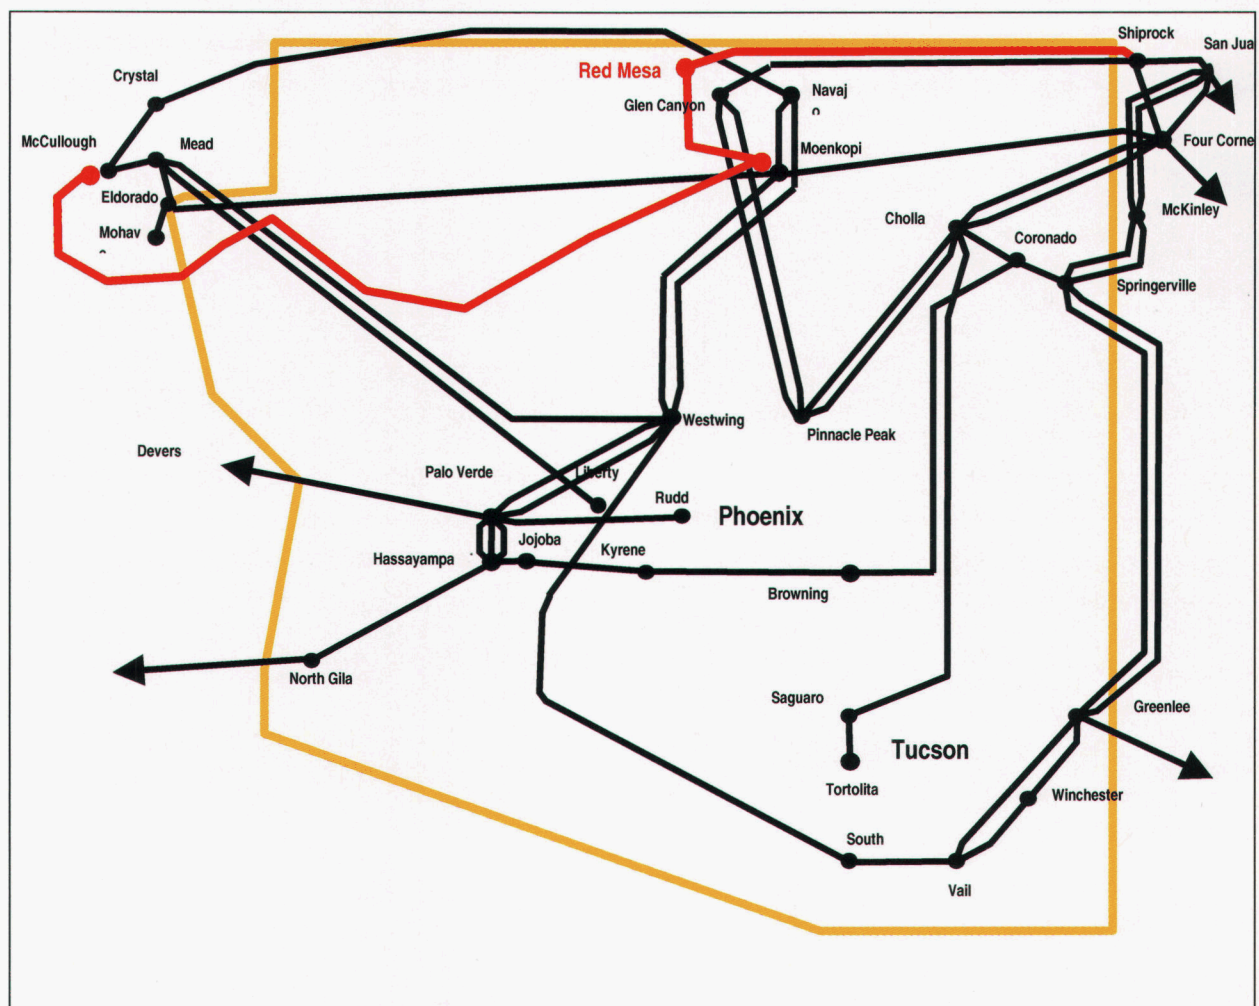 Shiprock
San Jua
Crystal
Red Mesa
Glen Canyon
Navaj
o
McCullough
Mead
Moenkopi
Four Corne
Eldorado
Mohav
o
Cholla
McKinley
Coronado
Springerville
Westwing
Pinnacle Peak
Devers
Palo Verde
Liberty
Rudd
Phoenix
Hassayampa
Jojoba
Kyrene
Browning
North Gila
Saguaro
Greenlee
Tucson
Tortolita
Winchester
South
Vail